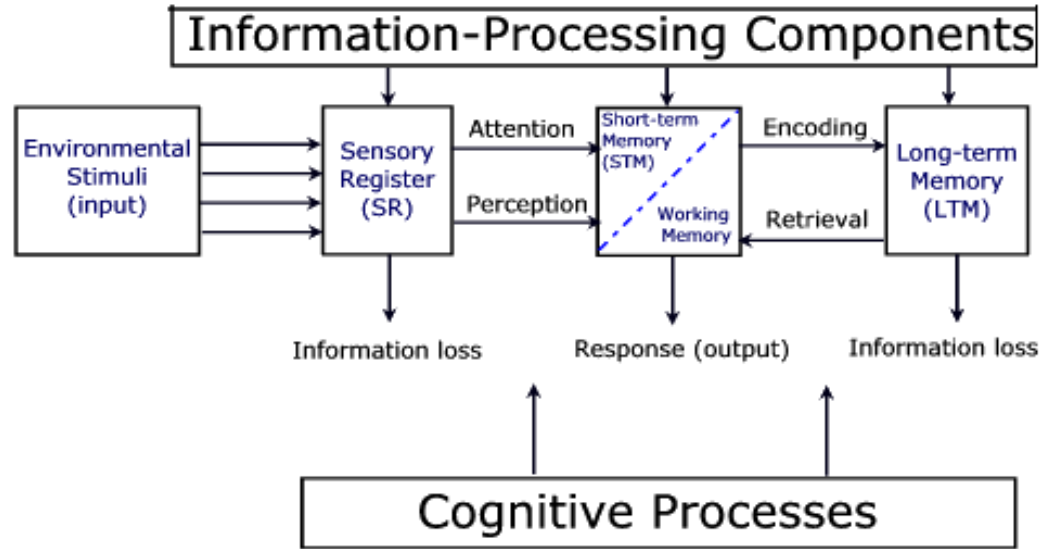 Information-Processing Components
Environmental
Stimuli
(input)
Sensory
Register
(SR)
Attention
Perception
Short-term
Memory
(STM)
Working
Memory
Encoding
Retrieval
Long-term
Memory
(LTM)
Information loss
Response (output)
Information loss
Cognitive Processes